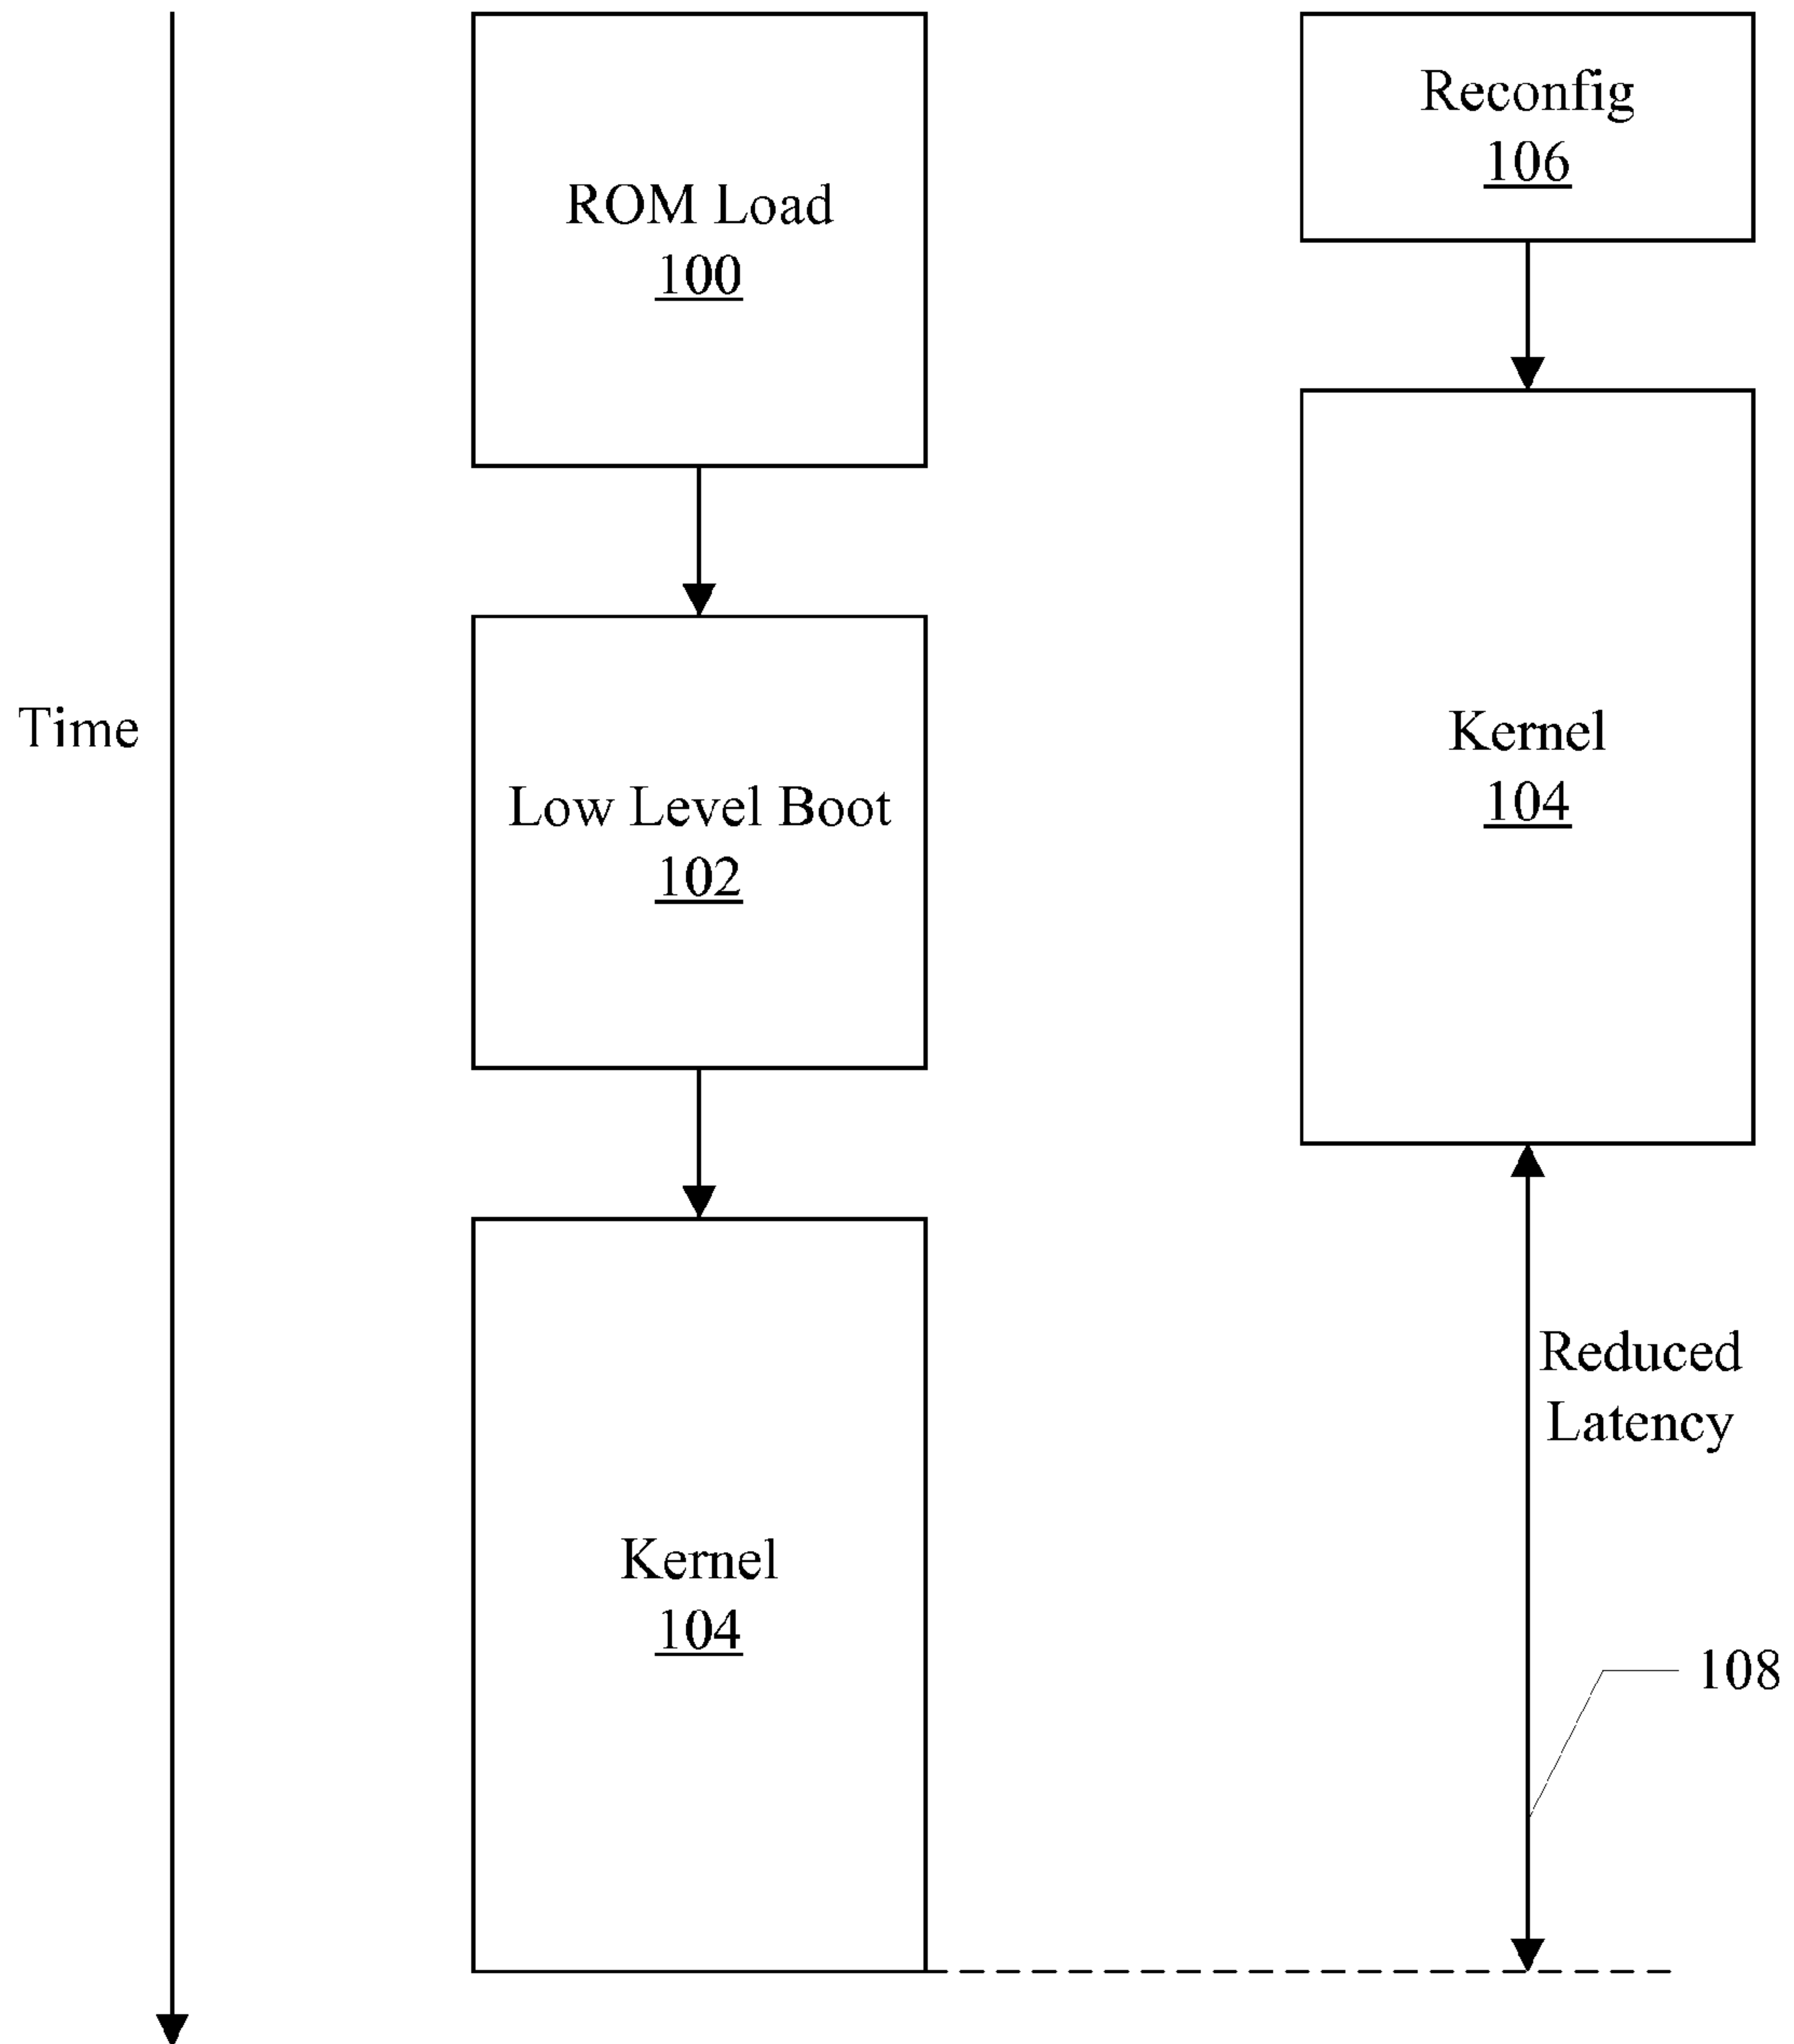 Time
ROM Load
100
Low Level Boot
102
Kernel
104
Reconfig
106
Kernel
104
Reduced
Latency
108